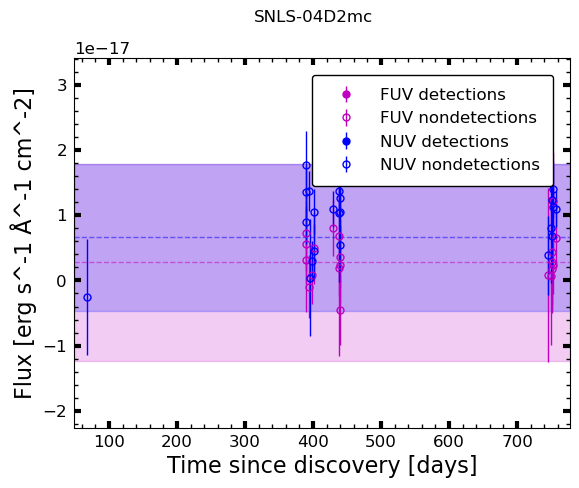 SNLS-04D2mc
1e−17
3
2
1
0
−1
−2
Flux [erg s^-1 Å^-1 cm^-2]
FUV detections
FUV nondetections
NUV detections
NUV nondetections
100 200 300 400 500 600 700
Time since discovery [days]